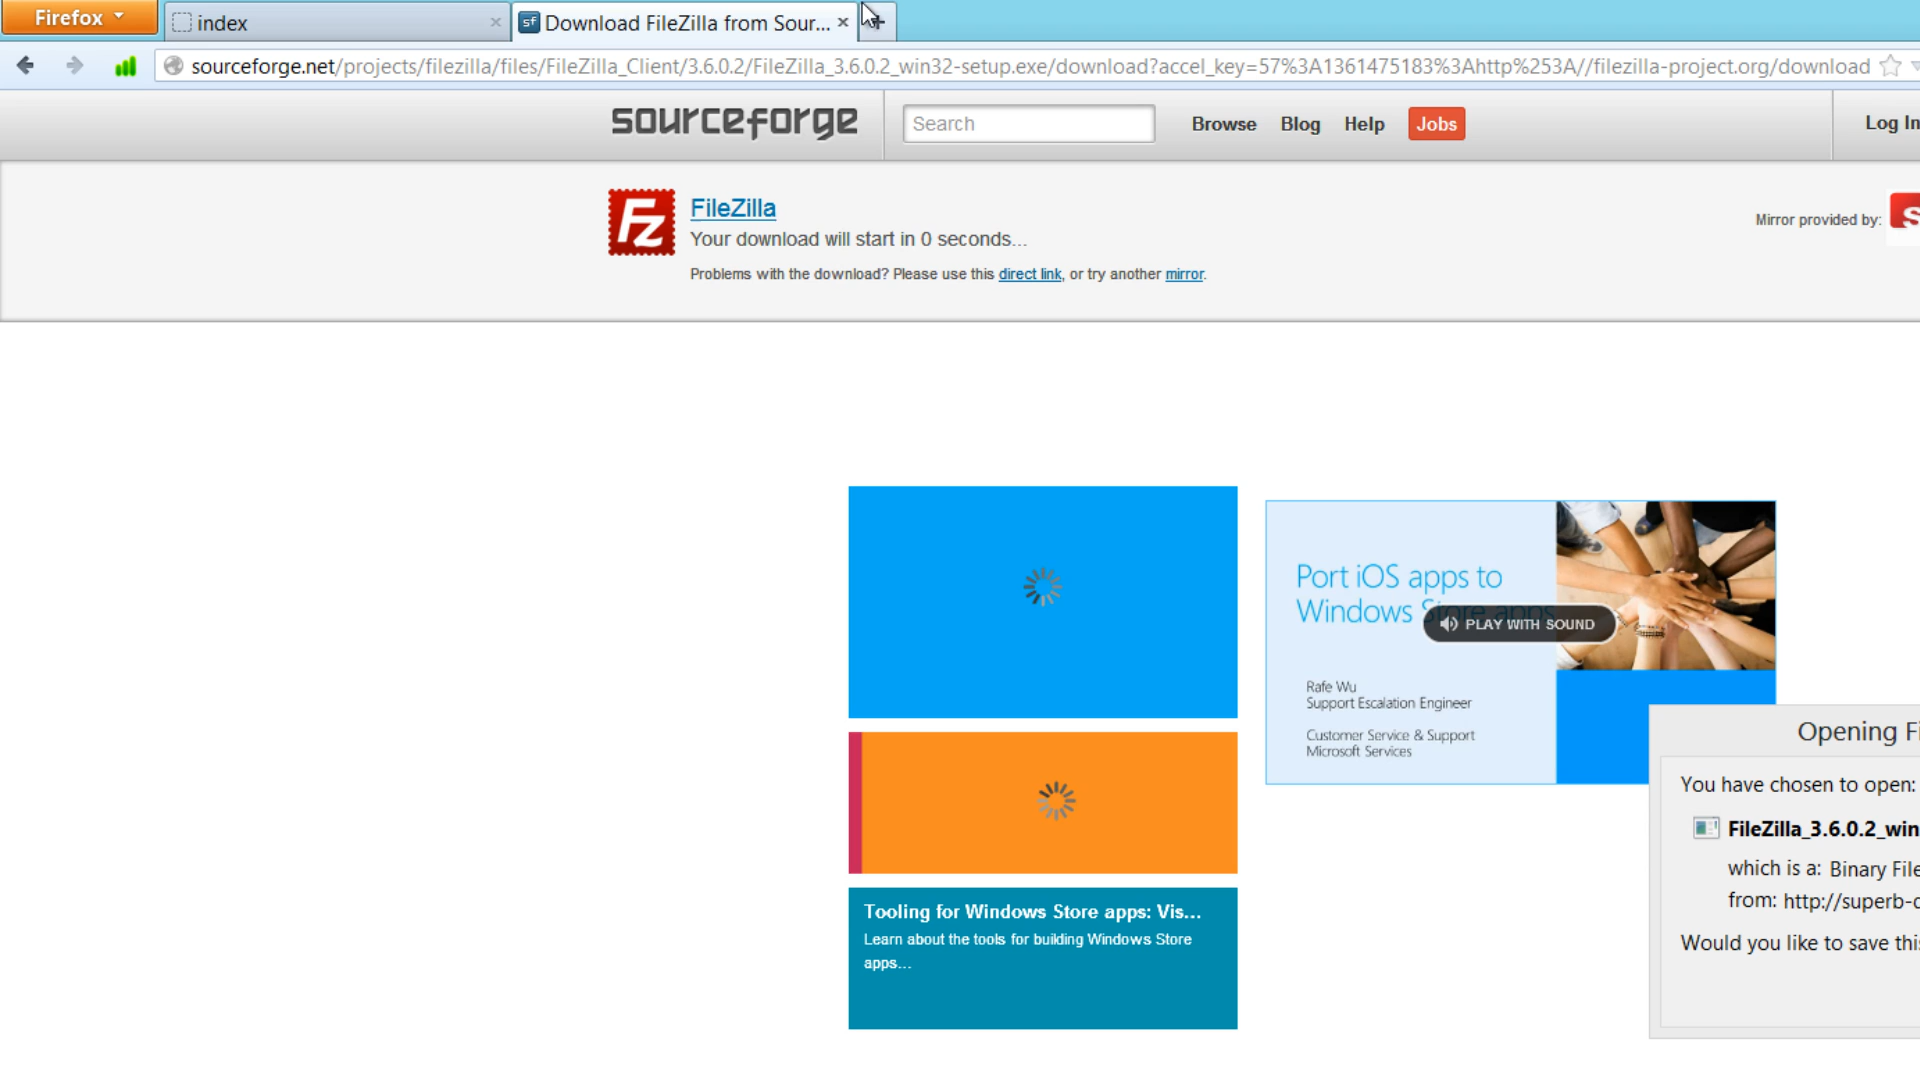 Firefox
index
Download FileZilla from Sour...
sourceforge.net/projects/filezilla/files/FileZilla_Client/3.6.0.2/FileZilla_3.6.0.2_win32-setup.exe/download?accel_key=57%3A1361475183%3Ahttp%253A//filezilla-project.org/download
sourceforge
Search
Browse
Blog
Help
Jobs
Log In
Fz
FileZilla
Your download will start in 0 seconds...
Problems with the download? Please use this direct link, or try another mirror.
Mirror provided by:
Port iOS apps to
Windows Store apps
PLAY WITH SOUND
Rafe Wu
Support Escalation Engineer
Customer Service & Support
Microsoft Services
Tooling for Windows Store apps: Vis...
Learn about the tools for building Windows Store
apps...
Opening Fi
You have chosen to open:
FileZilla_3.6.0.2_win
which is a: Binary File
from: http://superb-
Would you like to save this